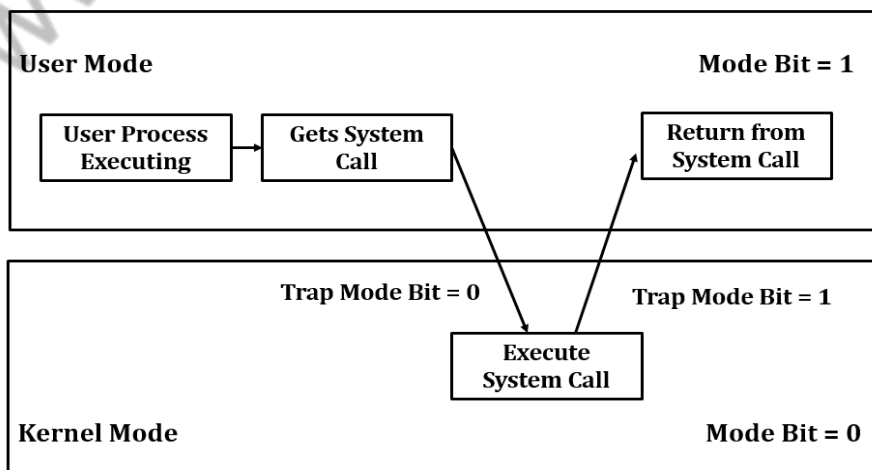 User Mode
Mode Bit = 1
User Process
Executing
Gets System
Call
Return from
System Call
Trap Mode Bit = 0
Trap Mode Bit = 1
Execute
System Call
Kernel Mode
Mode Bit = 0